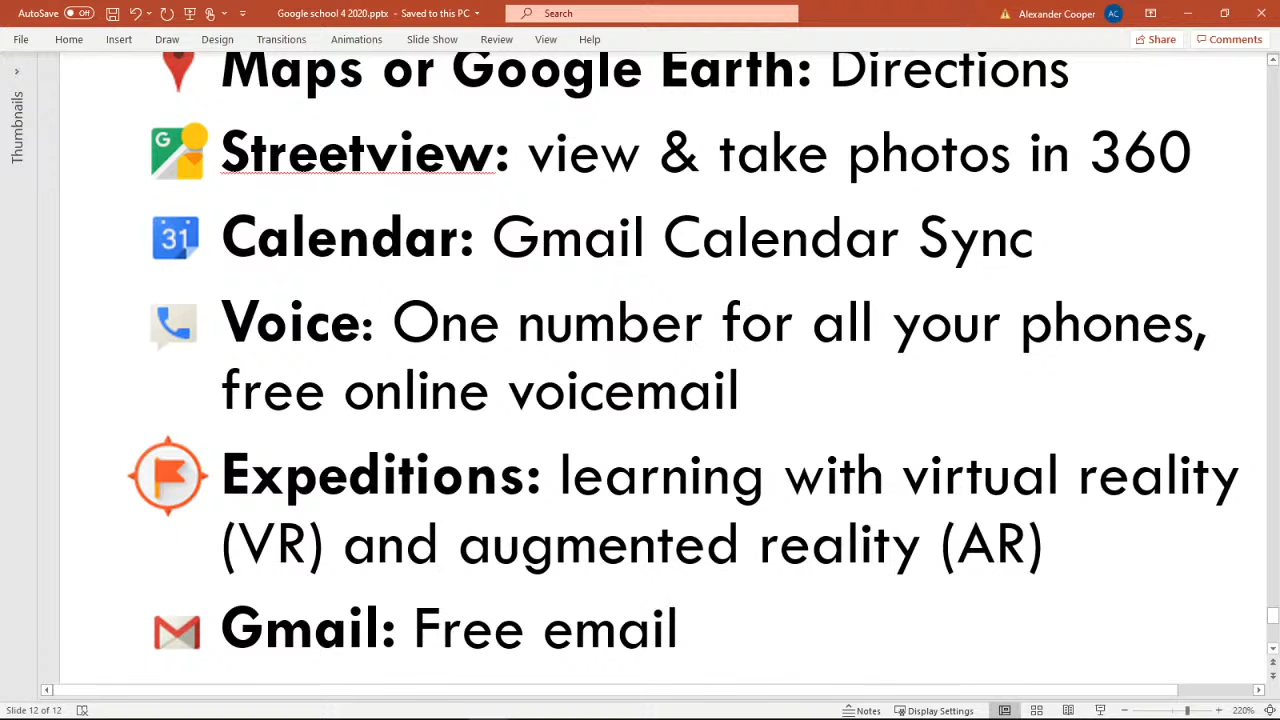 AutoSave Off Google school 4 2020.pptx - Saved to this PC Search Alexander Cooper AC
File Home Insert Draw Design Transitions Animations Slide Show Review View Help Share Comments
Thumbnails
Maps or Google Earth: Directions
G
Streetview: view & take photos in 360
31
Calendar: Gmail Calendar Sync
Voice: One number for all your phones,
free online voicemail
Expeditions: learning with virtual reality
(VR) and augmented reality (AR)
Gmail: Free email
Slide 12 of 12 Notes Display Settings 220%